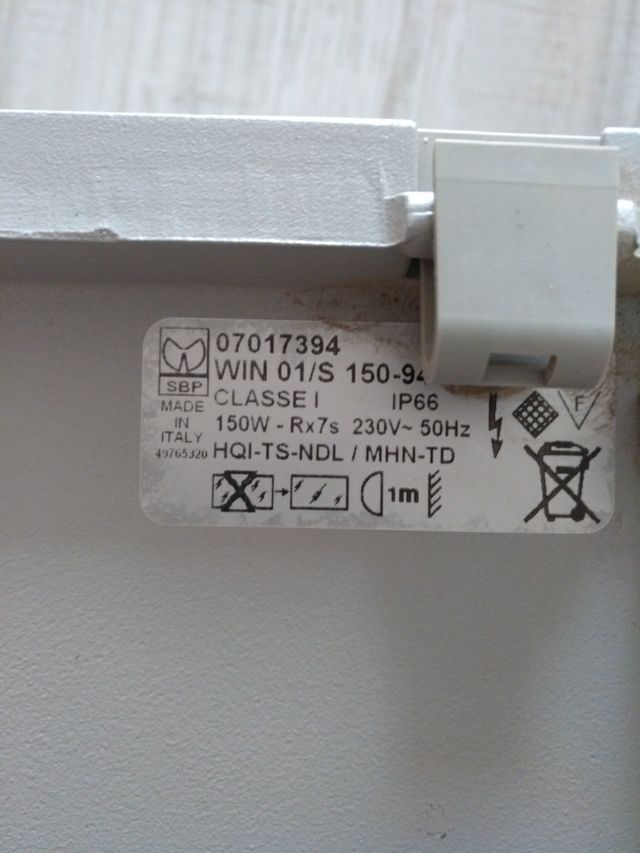 07017394
WIN 01/S 150-94
SBP
CLASSE I IP66
MADE IN ITALY
150W - Rx7s 230V~ 50Hz
49765320
HQI-TS-NDL / MHN-TD
F
1m